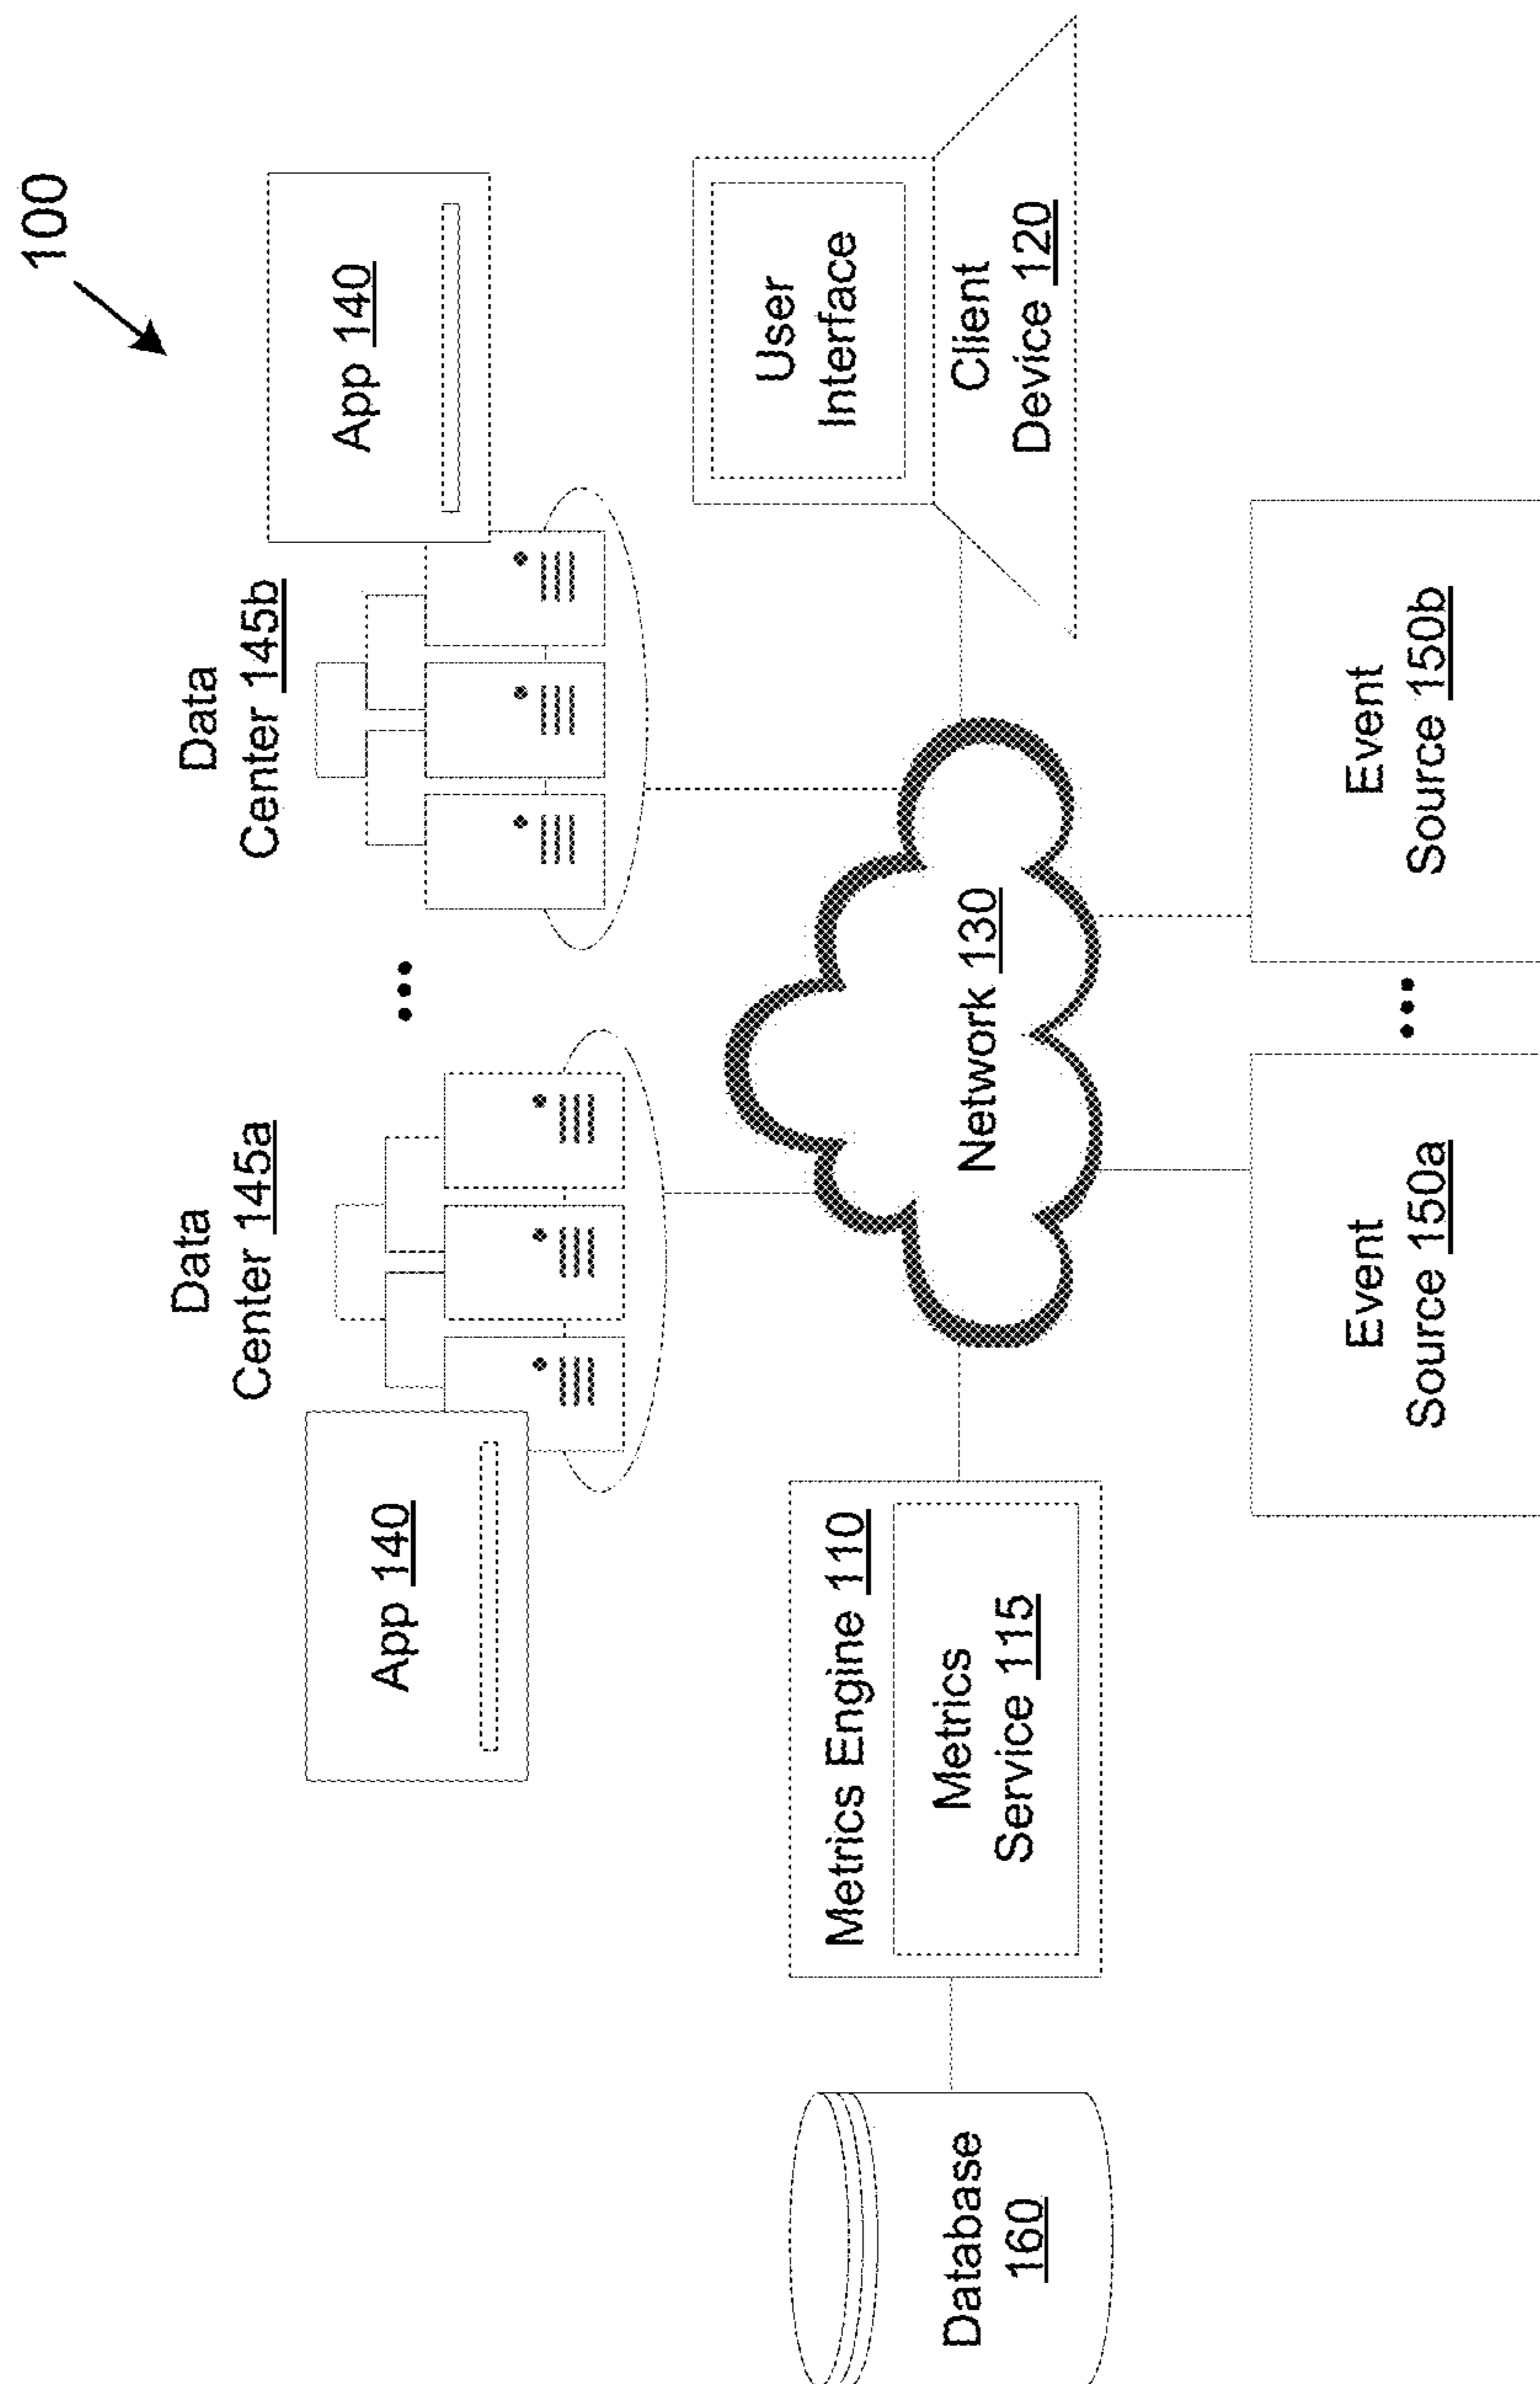 100
Data
Center 145a
Data
Center 145b
App 140
App 140
•••
Metrics Engine 110
Metrics
Service 115
Database
160
Network 130
User
Interface
Client
Device 120
Event
Source 150a
•••
Event
Source 150b